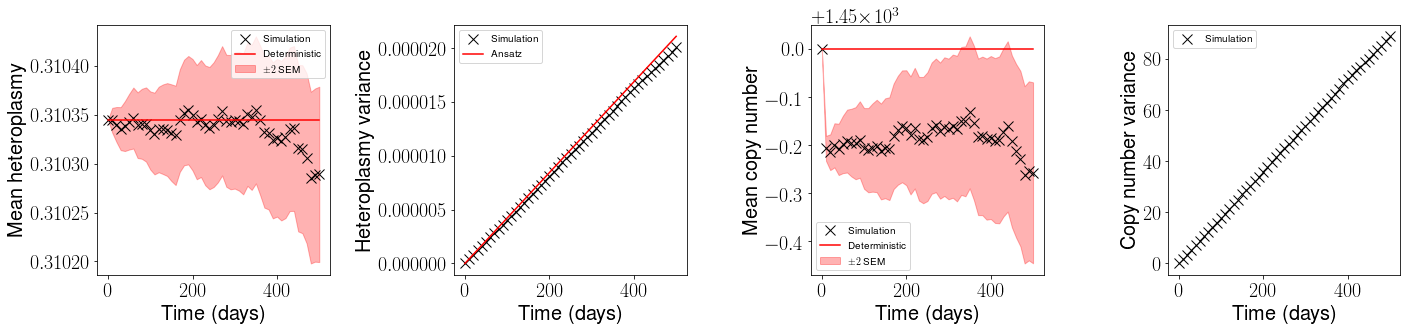 Mean heteroplasmy
0.31040
0.31035
0.31030
0.31025
0.31020
0
200
400
Time (days)
Simulation
Deterministic
±2 SEM
Heteroplasmy variance
0.000020
0.000015
0.000010
0.000005
0.000000
0
200
400
Time (days)
Simulation
Ansatz
+1.45×10³
Mean copy number
0.0
−0.1
−0.2
−0.3
−0.4
0
200
400
Time (days)
Simulation
Deterministic
±2 SEM
Copy number variance
80
60
40
20
0
0
200
400
Time (days)
Simulation